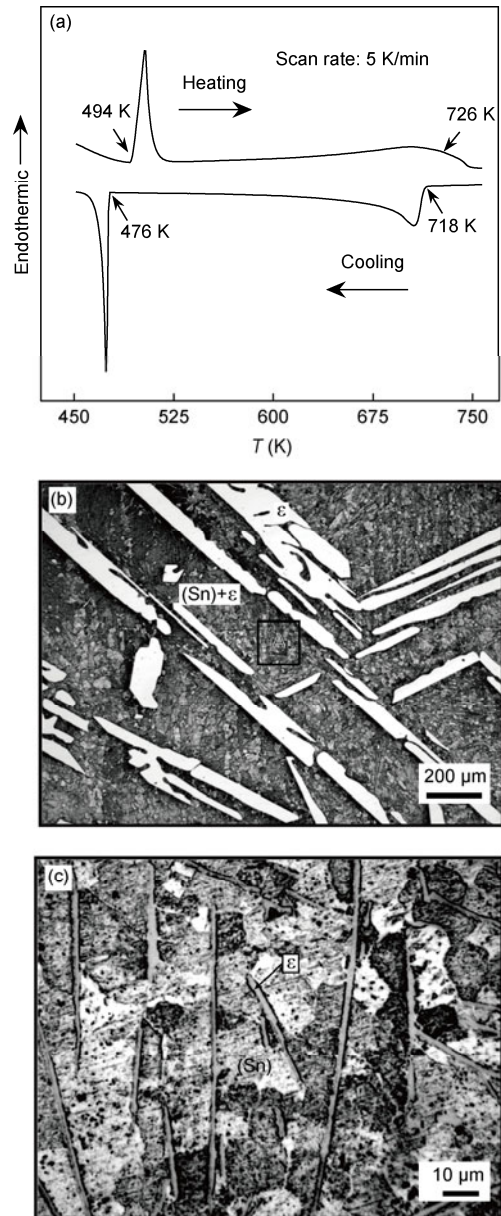 (a)
Scan rate: 5 K/min
Heating
494 K
726 K
476 K
718 K
Cooling
Endothermic
450 525 600 675 750
T (K)
(b)
ε
(Sn)+ε
200 µm
(c)
ε
(Sn)
10 µm